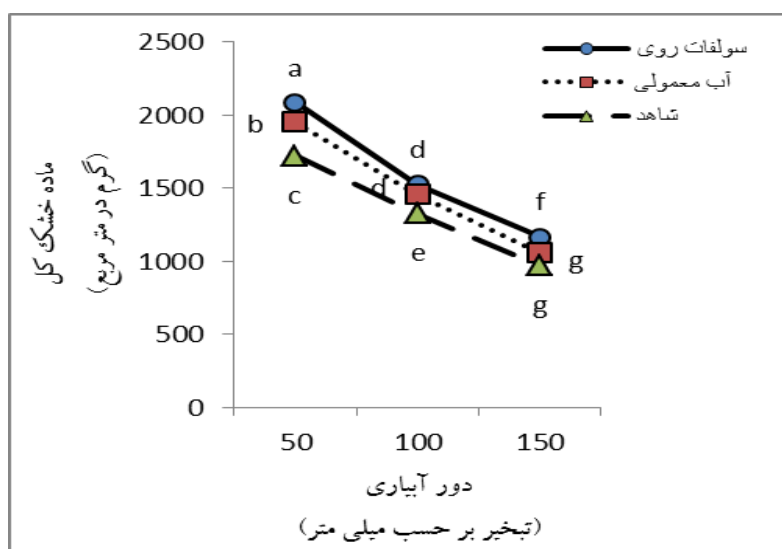 2500
2000
1500
1000
500
0
ماده خشک کل
(گرم در متر مربع)
سولفات روی
آب معمولی
شاهد
a
b
c
d
d
e
f
g
g
50 100 150
دور آبیاری
(تبخیر بر حسب میلی متر)